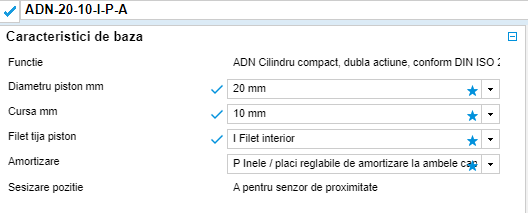 ADN-20-10-I-P-A
Caracteristici de baza
Functie ADN Cilindru compact, dubla actiune, conform DIN ISO
Diametru piston mm 20 mm
Cursa mm 10 mm
Filet tija piston I Filet interior
Amortizare P Inele / placi reglabile de amortizare la ambele
Sesizare pozitie A pentru senzor de proximitate